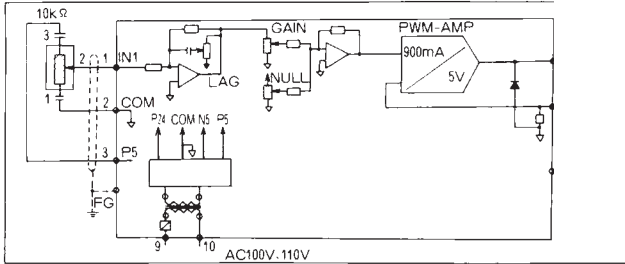 10kΩ
3
2
1
IN1
1
2
COM
3
P5
FG
LAG
GAIN
NULL
PWM-AMP
900mA
5V
P24 COM N5 P5
9
10
AC100V.110V